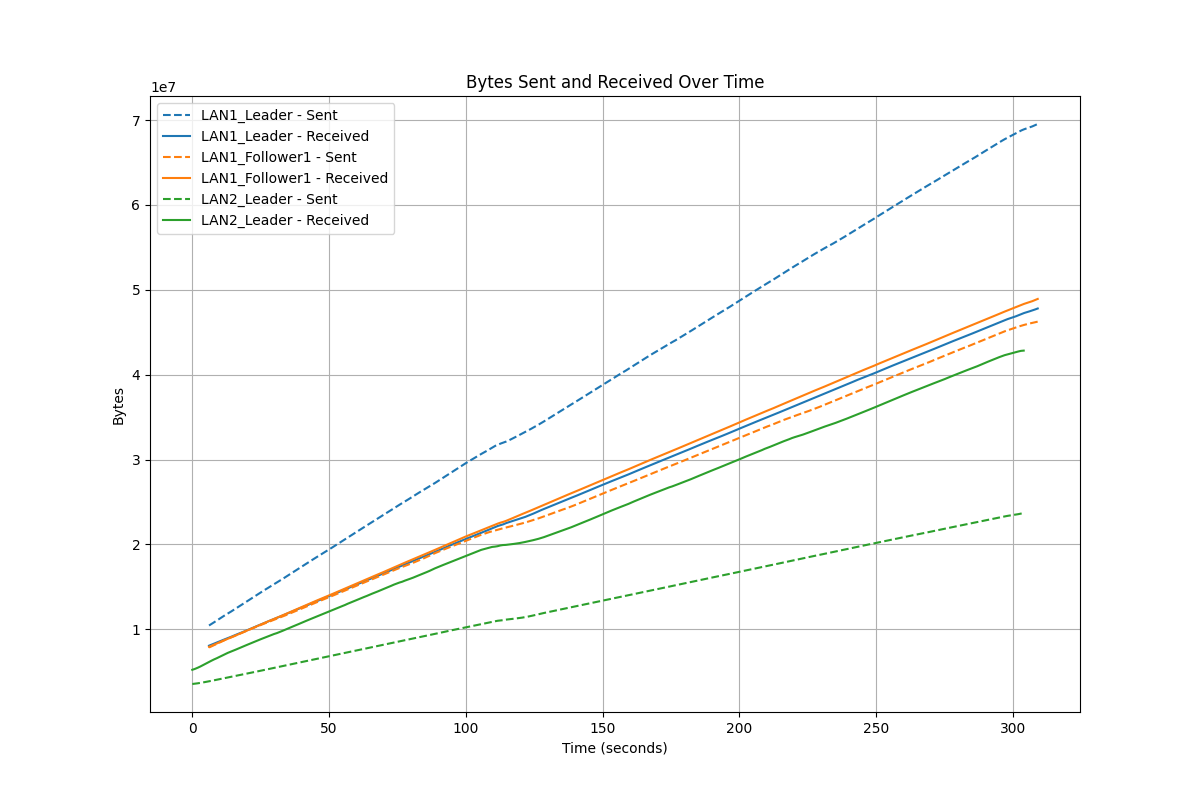 Bytes Sent and Received Over Time
1e7
LAN1_Leader - Sent
LAN1_Leader - Received
LAN1_Follower1 - Sent
LAN1_Follower1 - Received
LAN2_Leader - Sent
LAN2_Leader - Received
7
6
5
4
3
2
1
Bytes
0 50 100 150 200 250 300
Time (seconds)